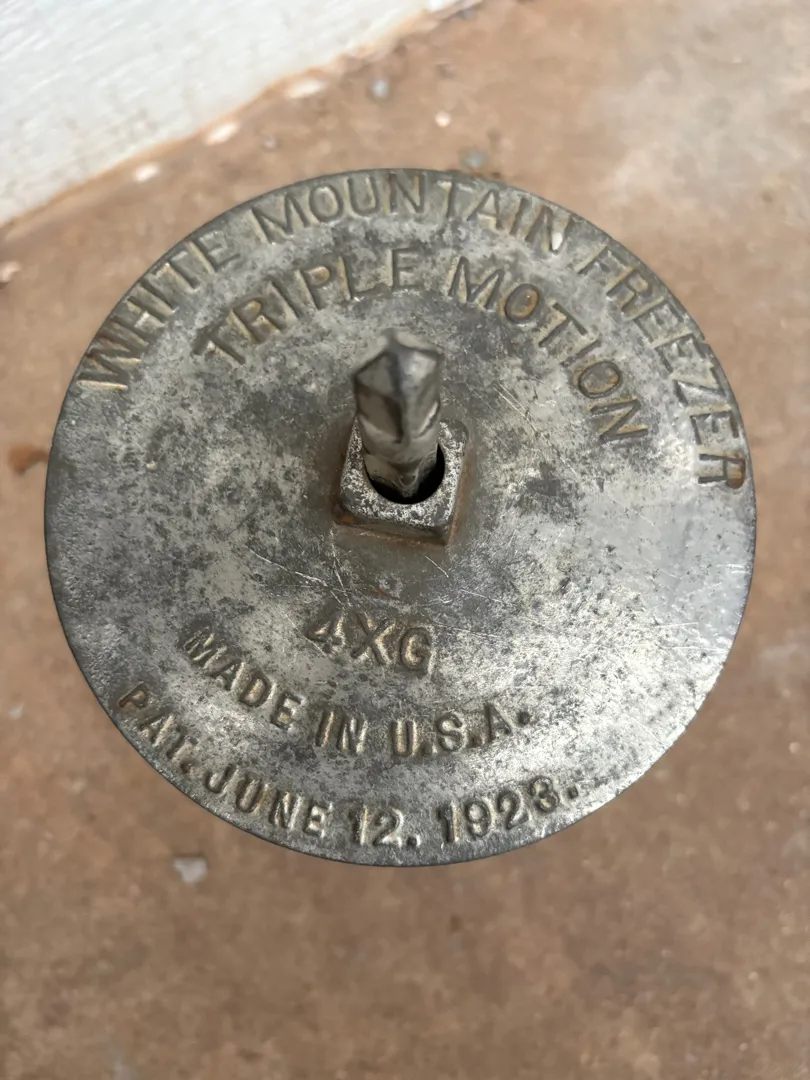 WHITE MOUNTAIN FREEZER
TRIPLE MOTION
4XG
MADE IN U.S.A.
PAT. JUNE 12. 1923.